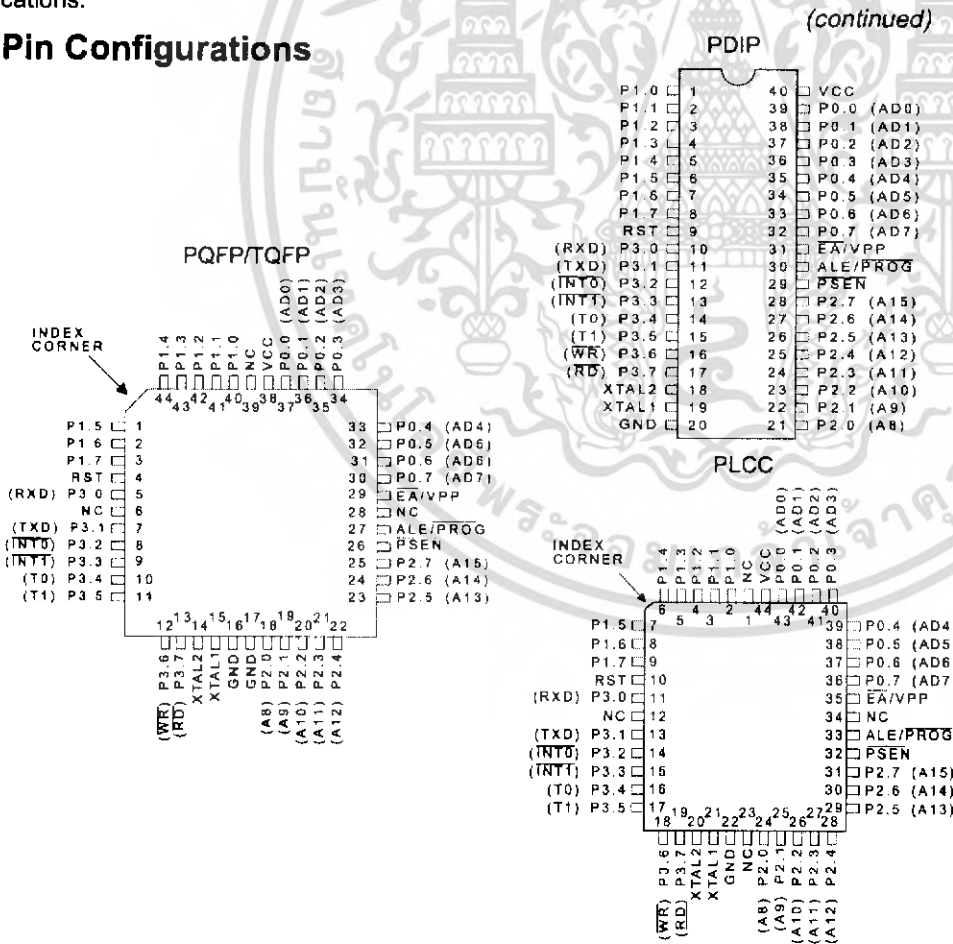 cations.
(continued)
Pin Configurations
PDIP
P1.0 1 40 VCC
P1.1 2 39 P0.0 (AD0)
P1.2 3 38 P0.1 (AD1)
P1.3 4 37 P0.2 (AD2)
P1.4 5 36 P0.3 (AD3)
P1.5 6 35 P0.4 (AD4)
P1.6 7 34 P0.5 (AD5)
P1.7 8 33 P0.6 (AD6)
RST 9 32 P0.7 (AD7)
(RXD) P3.0 10 31 EA/VPP
(TXD) P3.1 11 30 ALE/PROG
(INT0) P3.2 12 29 PSEN
(INT1) P3.3 13 28 P2.7 (A15)
(T0) P3.4 14 27 P2.6 (A14)
(T1) P3.5 15 26 P2.5 (A13)
(WR) P3.6 16 25 P2.4 (A12)
(RD) P3.7 17 24 P2.3 (A11)
XTAL2 18 23 P2.2 (A10)
XTAL1 19 22 P2.1 (A9)
GND 20 21 P2.0 (A8)
PQFP/TQFP
INDEX
CORNER
P1.4 P1.3 P1.2 P1.1 P1.0 NC VCC P0.0 (AD0) P0.1 (AD1) P0.2 (AD2) P0.3 (AD3)
44 43 42 41 40 39 38 37 36 35 34
P1.5 1 33 P0.4 (AD4)
P1.6 2 32 P0.5 (AD5)
P1.7 3 31 P0.6 (AD6)
RST 4 30 P0.7 (AD7)
(RXD) P3.0 5 29 EA/VPP
NC 6 28 NC
(TXD) P3.1 7 27 ALE/PROG
(INT0) P3.2 8 26 PSEN
(INT1) P3.3 9 25 P2.7 (A15)
(T0) P3.4 10 24 P2.6 (A14)
(T1) P3.5 11 23 P2.5 (A13)
12 13 14 15 16 17 18 19 20 21 22
(WR) P3.6 (RD) P3.7 XTAL2 XTAL1 GND GND (A8) P2.0 (A9) P2.1 (A10) P2.2 (A11) P2.3 (A12) P2.4
PLCC
INDEX
CORNER
P1.4 P1.3 P1.2 P1.1 P1.0 NC VCC P0.0 (AD0) P0.1 (AD1) P0.2 (AD2) P0.3 (AD3)
6 5 4 3 2 1 44 43 42 41 40
P1.5 7 39 P0.4 (AD4
P1.6 8 38 P0.5 (AD5
P1.7 9 37 P0.6 (AD6
RST 10 36 P0.7 (AD7
(RXD) P3.0 11 35 EA/VPP
NC 12 34 NC
(TXD) P3.1 13 33 ALE/PROG
(INT0) P3.2 14 32 PSEN
(INT1) P3.3 15 31 P2.7 (A15)
(T0) P3.4 16 30 P2.6 (A14)
(T1) P3.5 17 29 P2.5 (A13)
18 19 20 21 22 23 24 25 26 27 28
(WR) P3.6 (RD) P3.7 XTAL2 XTAL1 GND NC (A8) P2.0 (A9) P2.1 (A10) P2.2 (A11) P2.3 (A12) P2.4